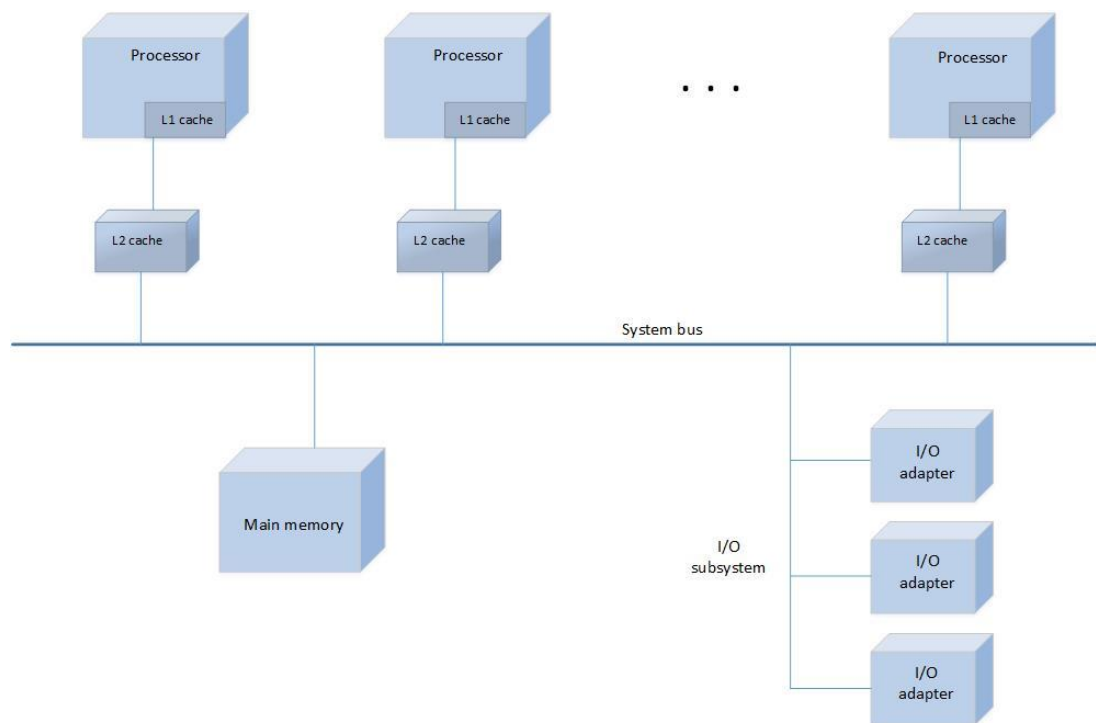 Processor
L1 cache
Processor
L1 cache
. . .
Processor
L1 cache
L2 cache
L2 cache
L2 cache
System bus
Main memory
I/O
subsystem
I/O
adapter
I/O
adapter
I/O
adapter